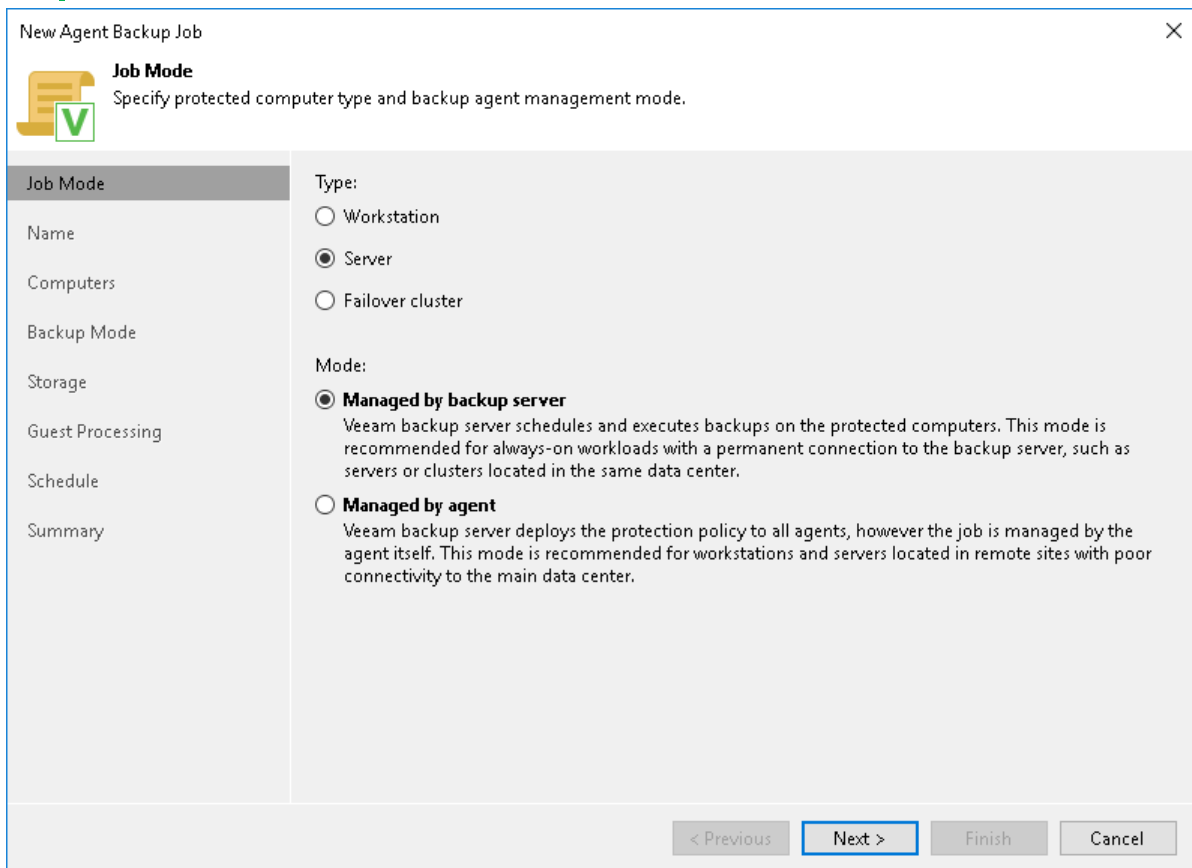 New Agent Backup Job
Job Mode
Specify protected computer type and backup agent management mode.
V
Job Mode
Name
Computers
Backup Mode
Storage
Guest Processing
Schedule
Summary
Type:
Workstation
Server
Failover cluster
Mode:
Managed by backup server
Veeam backup server schedules and executes backups on the protected computers. This mode is
recommended for always-on workloads with a permanent connection to the backup server, such as
servers or clusters located in the same data center.
Managed by agent
Veeam backup server deploys the protection policy to all agents, however the job is managed by the
agent itself. This mode is recommended for workstations and servers located in remote sites with poor
connectivity to the main data center.
< Previous
Next >
Finish
Cancel